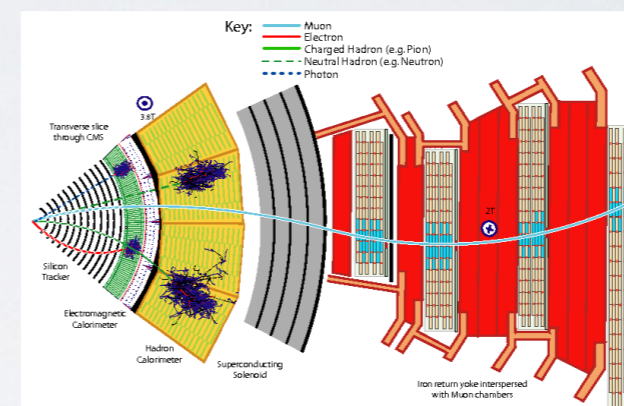 Key:
Muon
Electron
Charged Hadron (e.g. Pion)
Neutral Hadron (e.g. Neutron)
Photon
3.8T
Transverse slice
through CMS
2T
Silicon
Tracker
Electromagnetic
Calorimeter
Hadron
Calorimeter
Superconducting
Solenoid
Iron return yoke interspersed
with Muon chambers